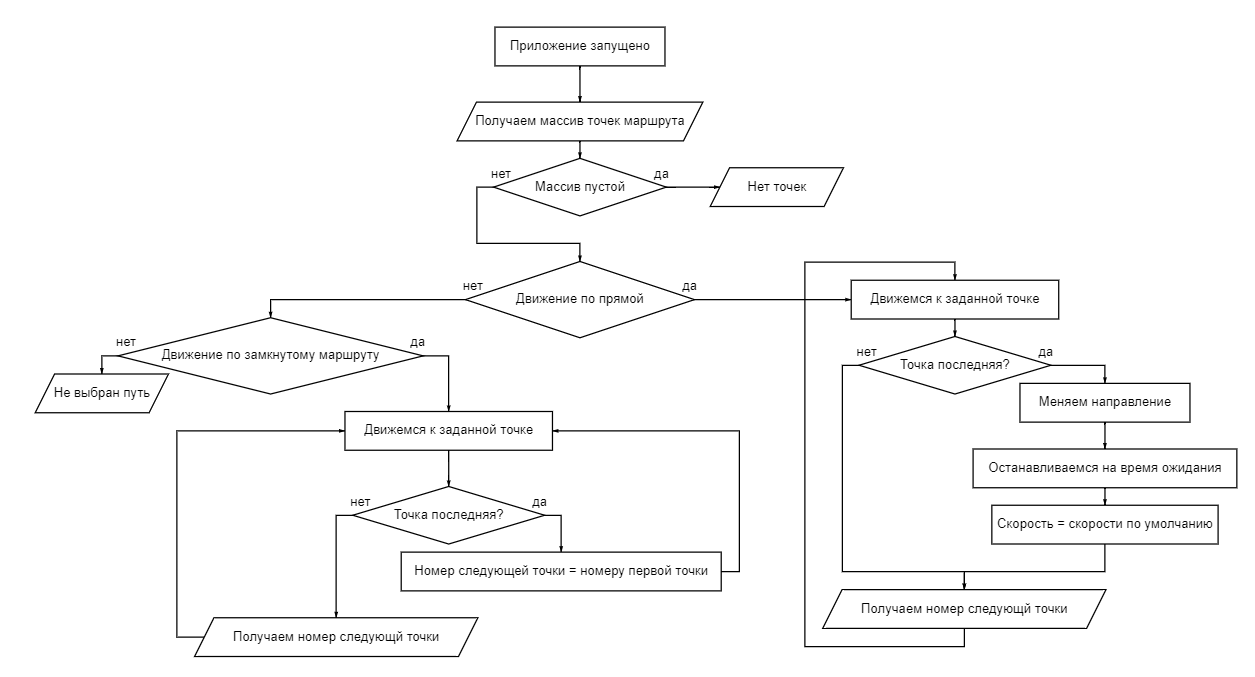 Приложение запущено
Получаем массив точек маршрута
нет
да
Массив пустой
Нет точек
нет
да
Движение по прямой
Движемся к заданной точке
нет
да
Движение по замкнутому маршруту
нет
да
Точка последняя?
Не выбран путь
Меняем направление
Движемся к заданной точке
Останавливаемся на время ожидания
нет
да
Точка последняя?
Скорость = скорости по умолчанию
Номер следующей точки = номеру первой точки
Получаем номер следующй точки
Получаем номер следующй точки